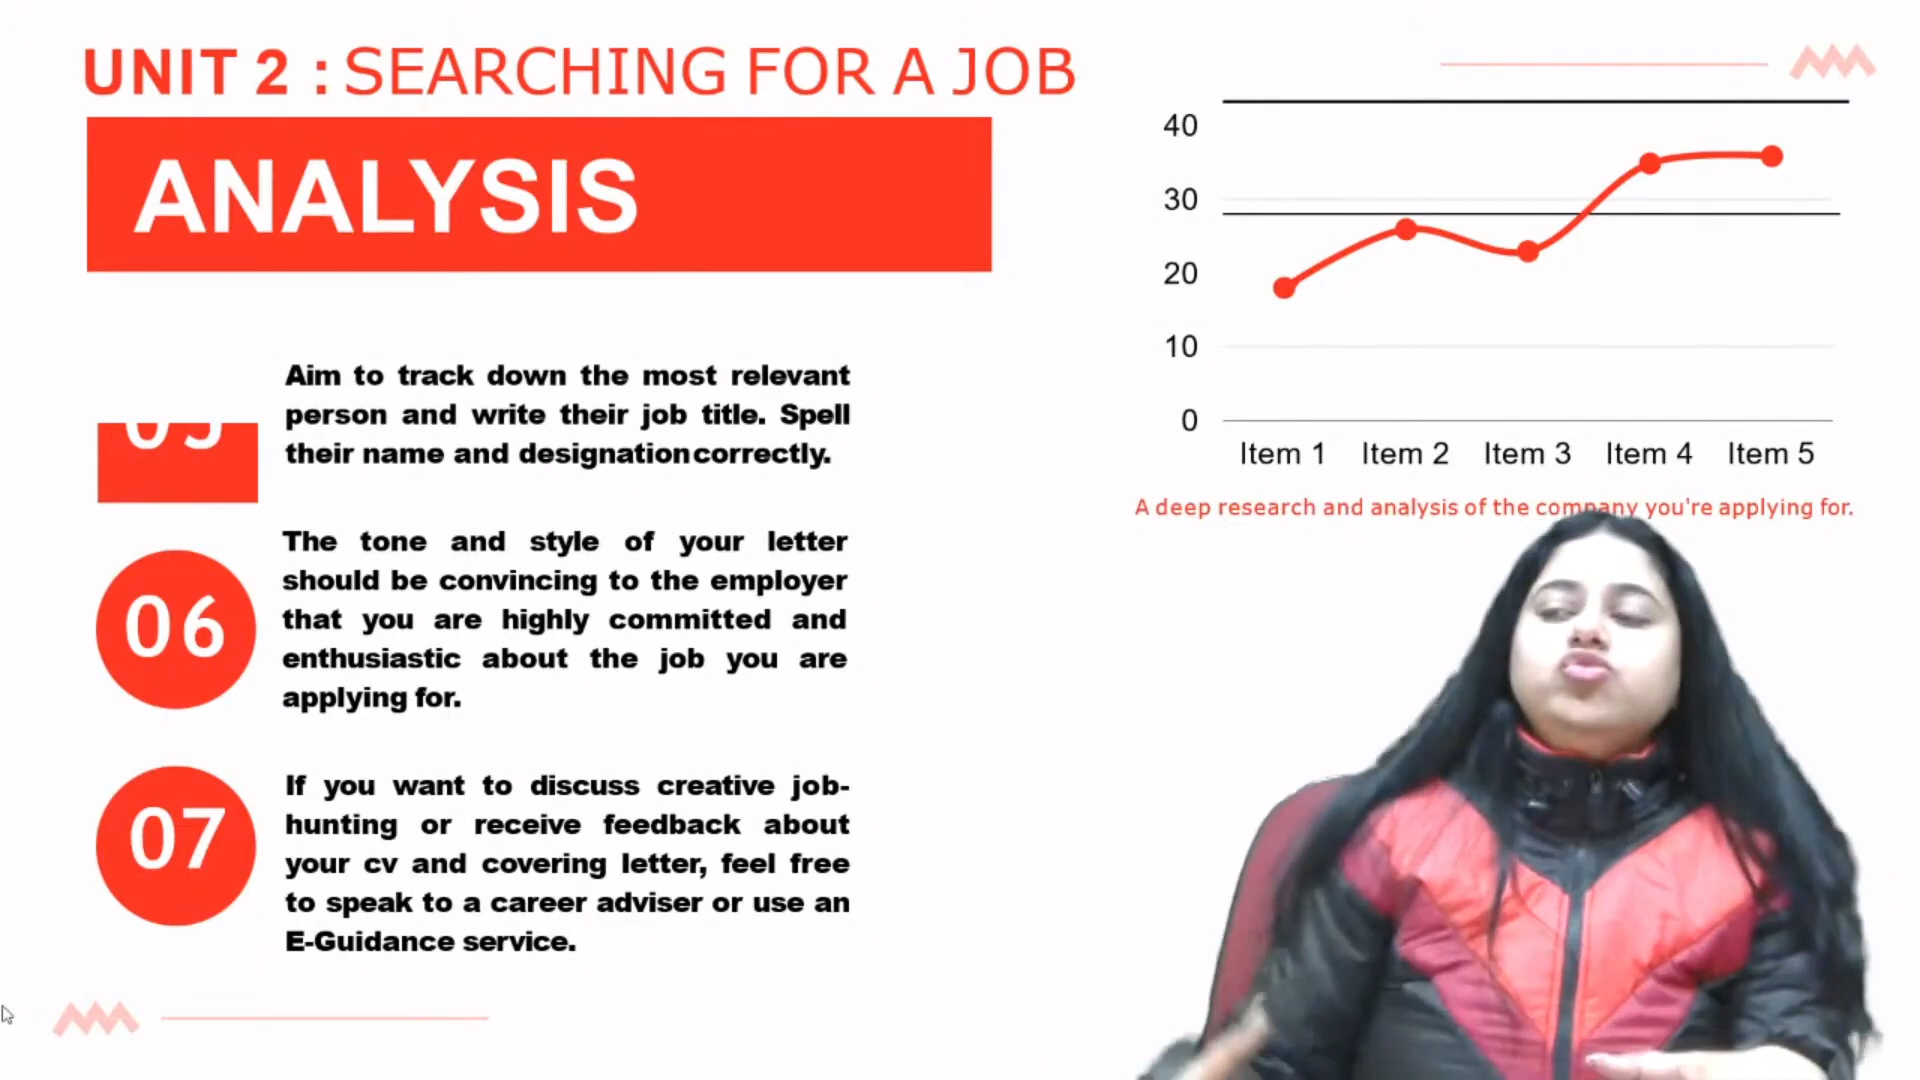 UNIT 2 : SEARCHING FOR A JOB
ANALYSIS
05
Aim to track down the most relevant
person and write their job title. Spell
their name and designation correctly.
06
The tone and style of your letter
should be convincing to the employer
that you are highly committed and
enthusiastic about the job you are
applying for.
07
If you want to discuss creative job-
hunting or receive feedback about
your cv and covering letter, feel free
to speak to a career adviser or use an
E-Guidance service.
40
30
20
10
0
Item 1 Item 2 Item 3 Item 4 Item 5
A deep research and analysis of the company you're applying for.